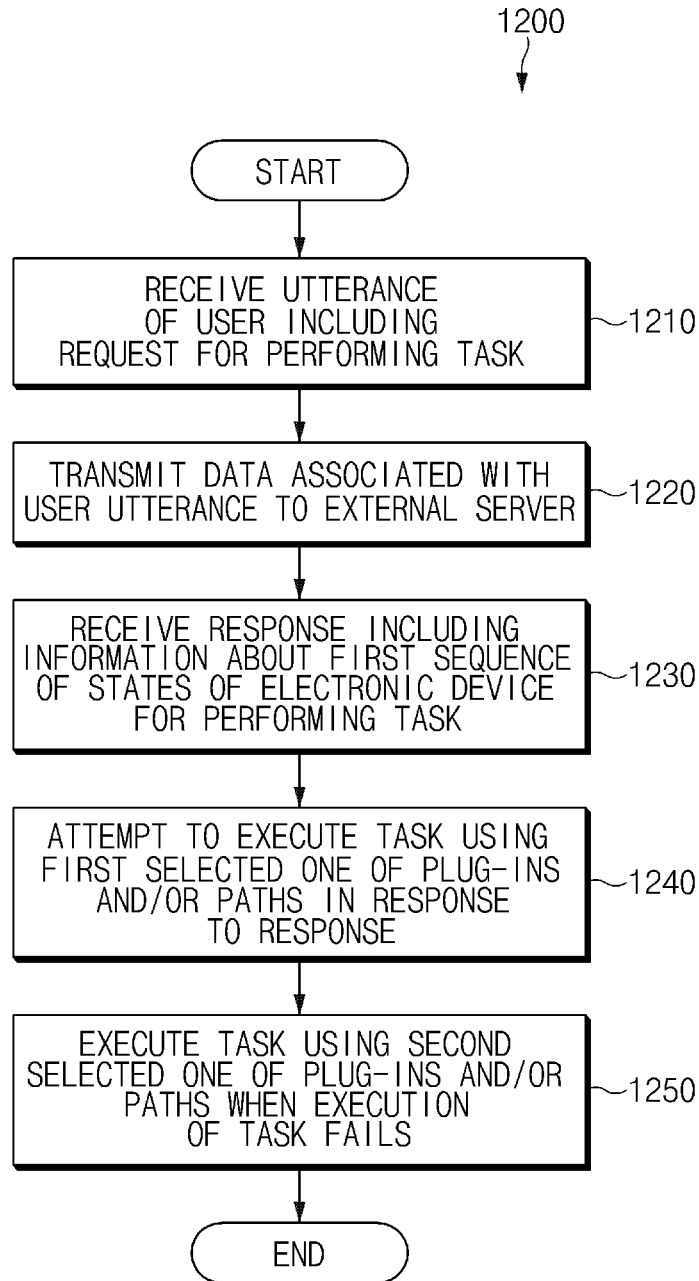 1200
START
RECEIVE UTTERANCE
OF USER INCLUDING
REQUEST FOR PERFORMING TASK
1210
TRANSMIT DATA ASSOCIATED WITH
USER UTTERANCE TO EXTERNAL SERVER
1220
RECEIVE RESPONSE INCLUDING
INFORMATION ABOUT FIRST SEQUENCE
OF STATES OF ELECTRONIC DEVICE
FOR PERFORMING TASK
1230
ATTEMPT TO EXECUTE TASK USING
FIRST SELECTED ONE OF PLUG-INS
AND/OR PATHS IN RESPONSE
TO RESPONSE
1240
EXECUTE TASK USING SECOND
SELECTED ONE OF PLUG-INS AND/OR
PATHS WHEN EXECUTION
OF TASK FAILS
1250
END